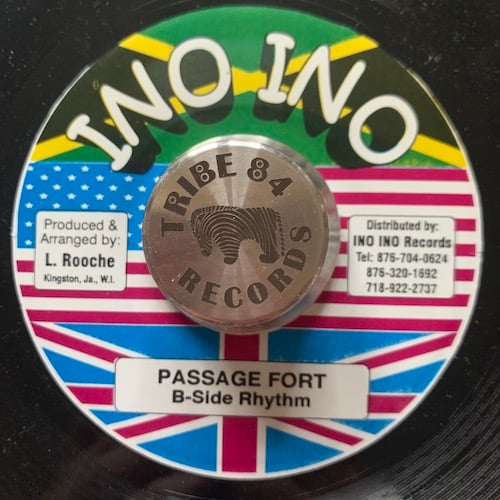 INO INO
TRIBE 84
RECORDS
Produced &
Arranged by:
L. Rooche
Kingston, Ja., W.I.
Distributed by:
INO INO Records
Tel: 876-704-0624
876-320-1692
718-922-2737
PASSAGE FORT
B-Side Rhythm